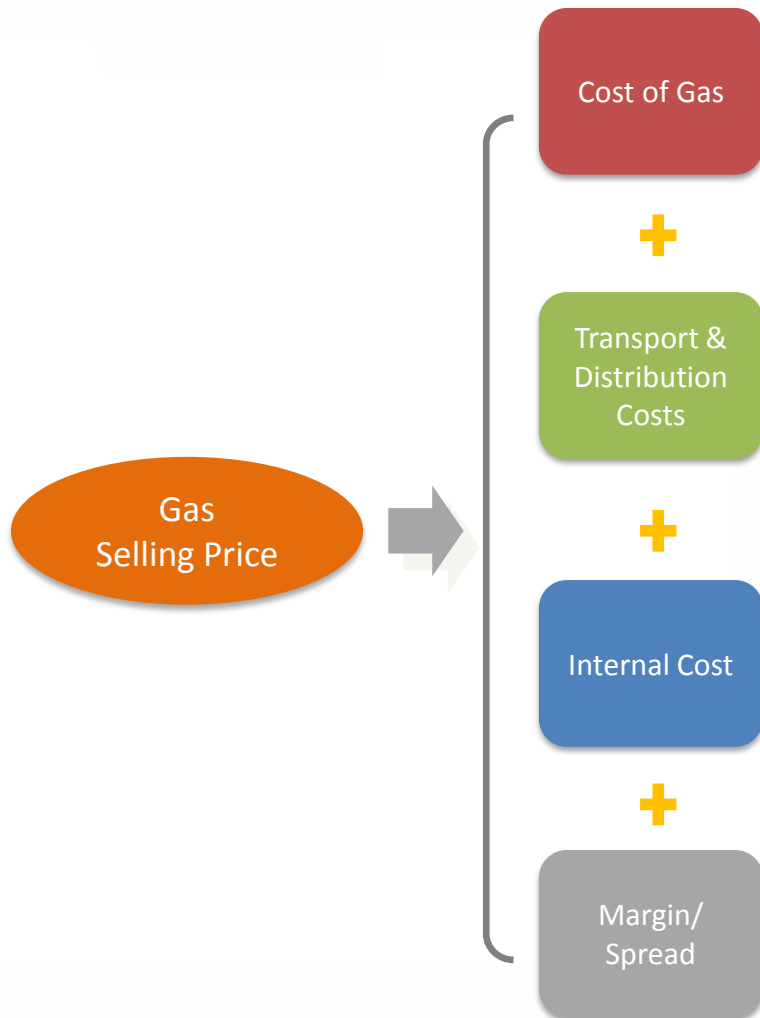 Cost of Gas
Transport &
Distribution
Costs
Gas
Selling Price
Internal Cost
Margin/
Spread